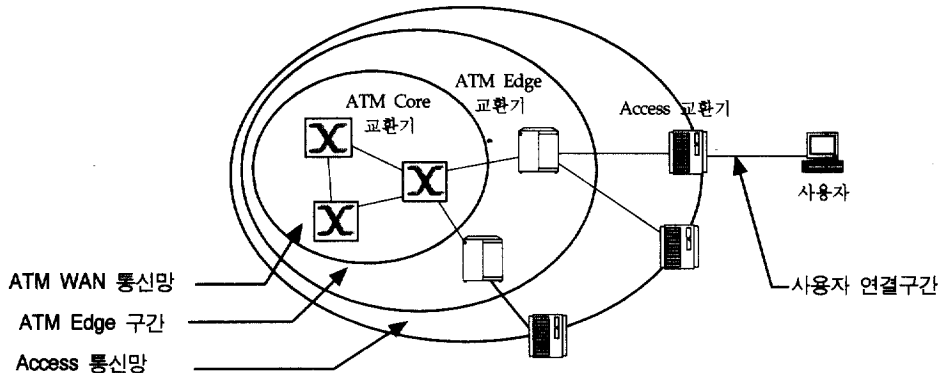 ATM Edge
교환기
ATM Core
교환기
Access 교환기
사용자
ATM WAN 통신망
ATM Edge 구간
Access 통신망
사용자 연결구간